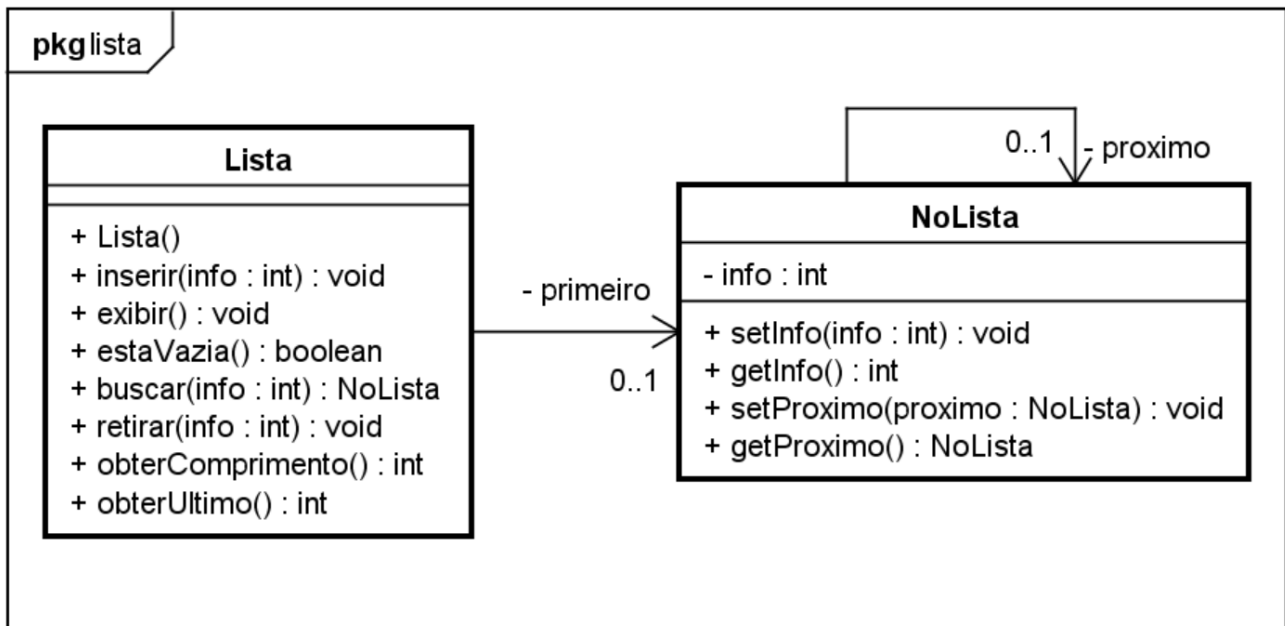 pkg lista
Lista
+ Lista()
+ inserir(info : int) : void
+ exibir() : void
+ estaVazia() : boolean
+ buscar(info : int) : NoLista
+ retirar(info : int) : void
+ obterComprimento() : int
+ obterUltimo() : int
- primeiro
0..1
0..1
- proximo
NoLista
- info : int
+ setInfo(info : int) : void
+ getInfo() : int
+ setProximo(proximo : NoLista) : void
+ getProximo() : NoLista